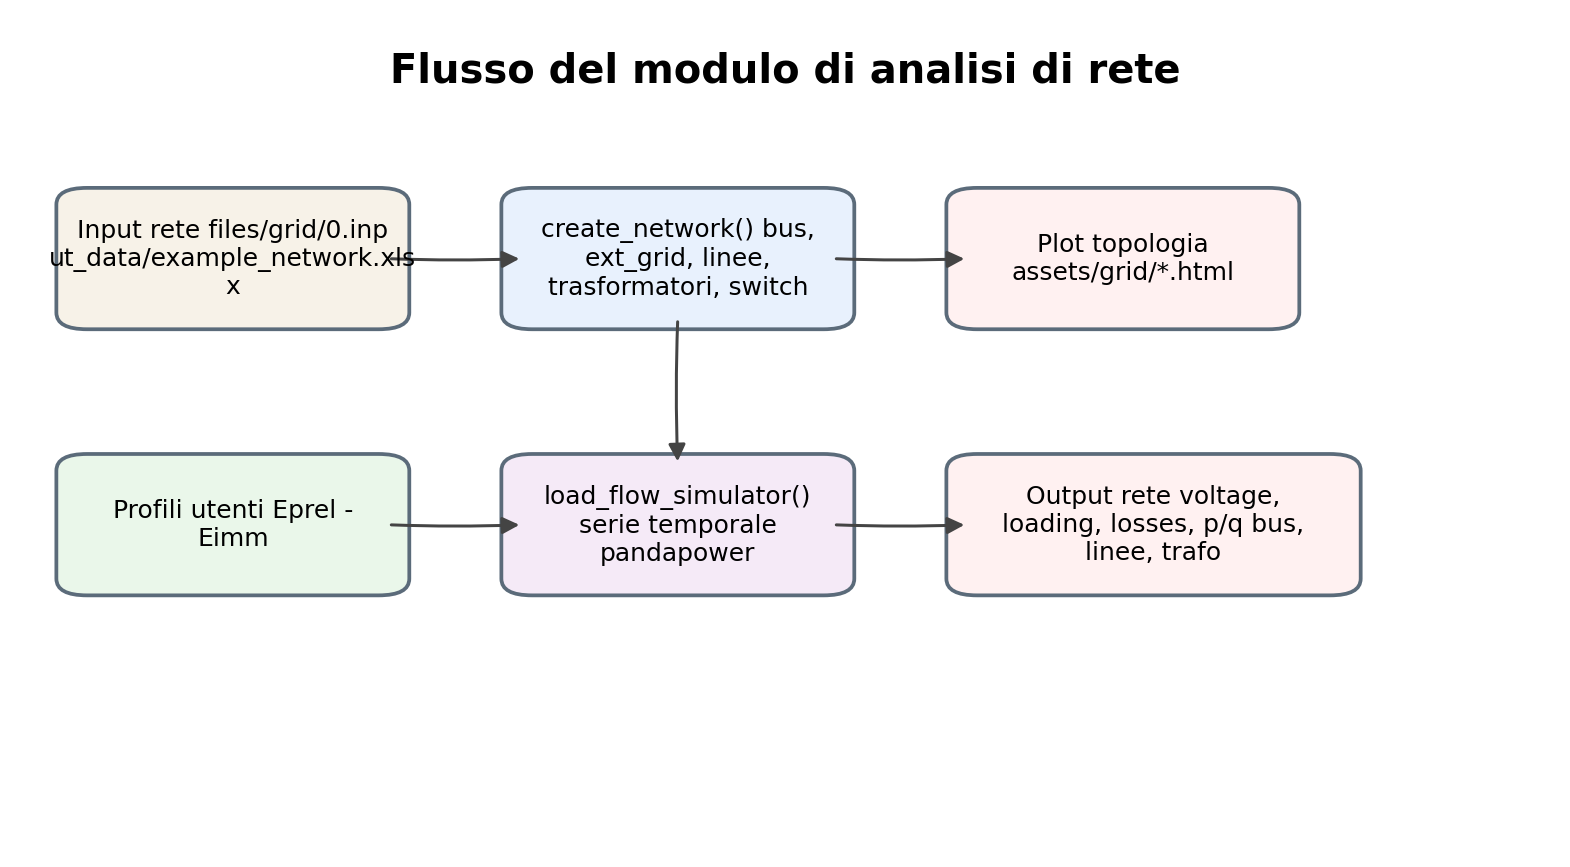 Flusso del modulo di analisi di rete
Input rete files/grid/0.inp
ut_data/example_network.xls
x
create_network() bus,
ext_grid, linee,
trasformatori, switch
Plot topologia
assets/grid/*.html
Profili utenti Eprel -
Eimm
load_flow_simulator()
serie temporale
pandapower
Output rete voltage,
loading, losses, p/q bus,
linee, trafo